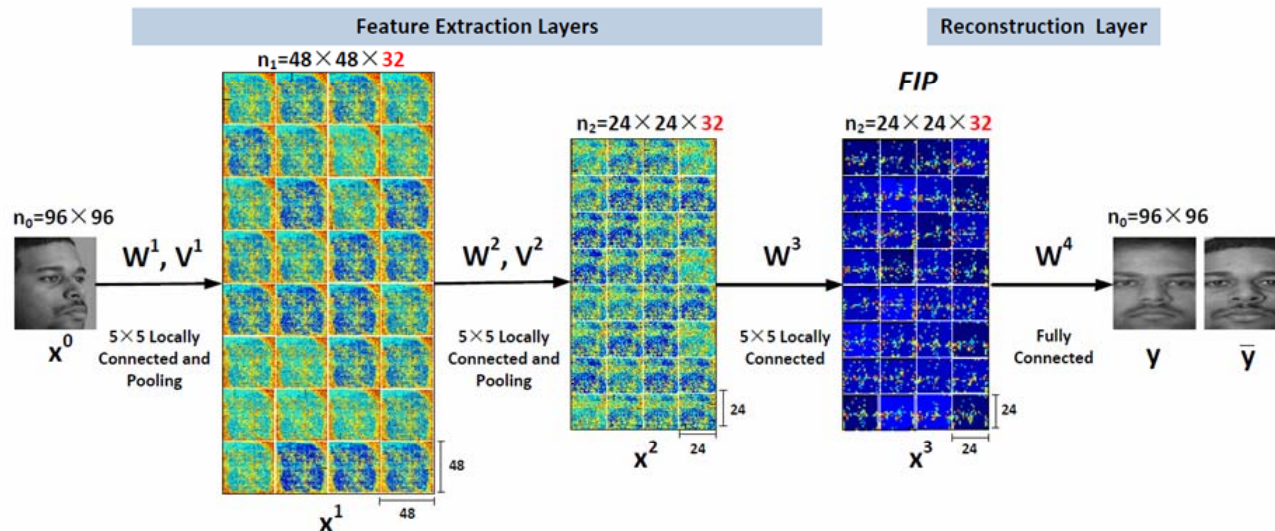 Feature Extraction Layers
Reconstruction Layer
n₁=48×48×32
FIP
n₂=24×24×32
n₂=24×24×32
n₀=96×96
n₀=96×96
W¹, V¹
W², V²
W³
W⁴
5×5 Locally
Connected and
Pooling
5×5 Locally
Connected and
Pooling
5×5 Locally
Connected
Fully
Connected
x⁰
y
y̅
24
24
x²
24
24
x³
48
48
x¹